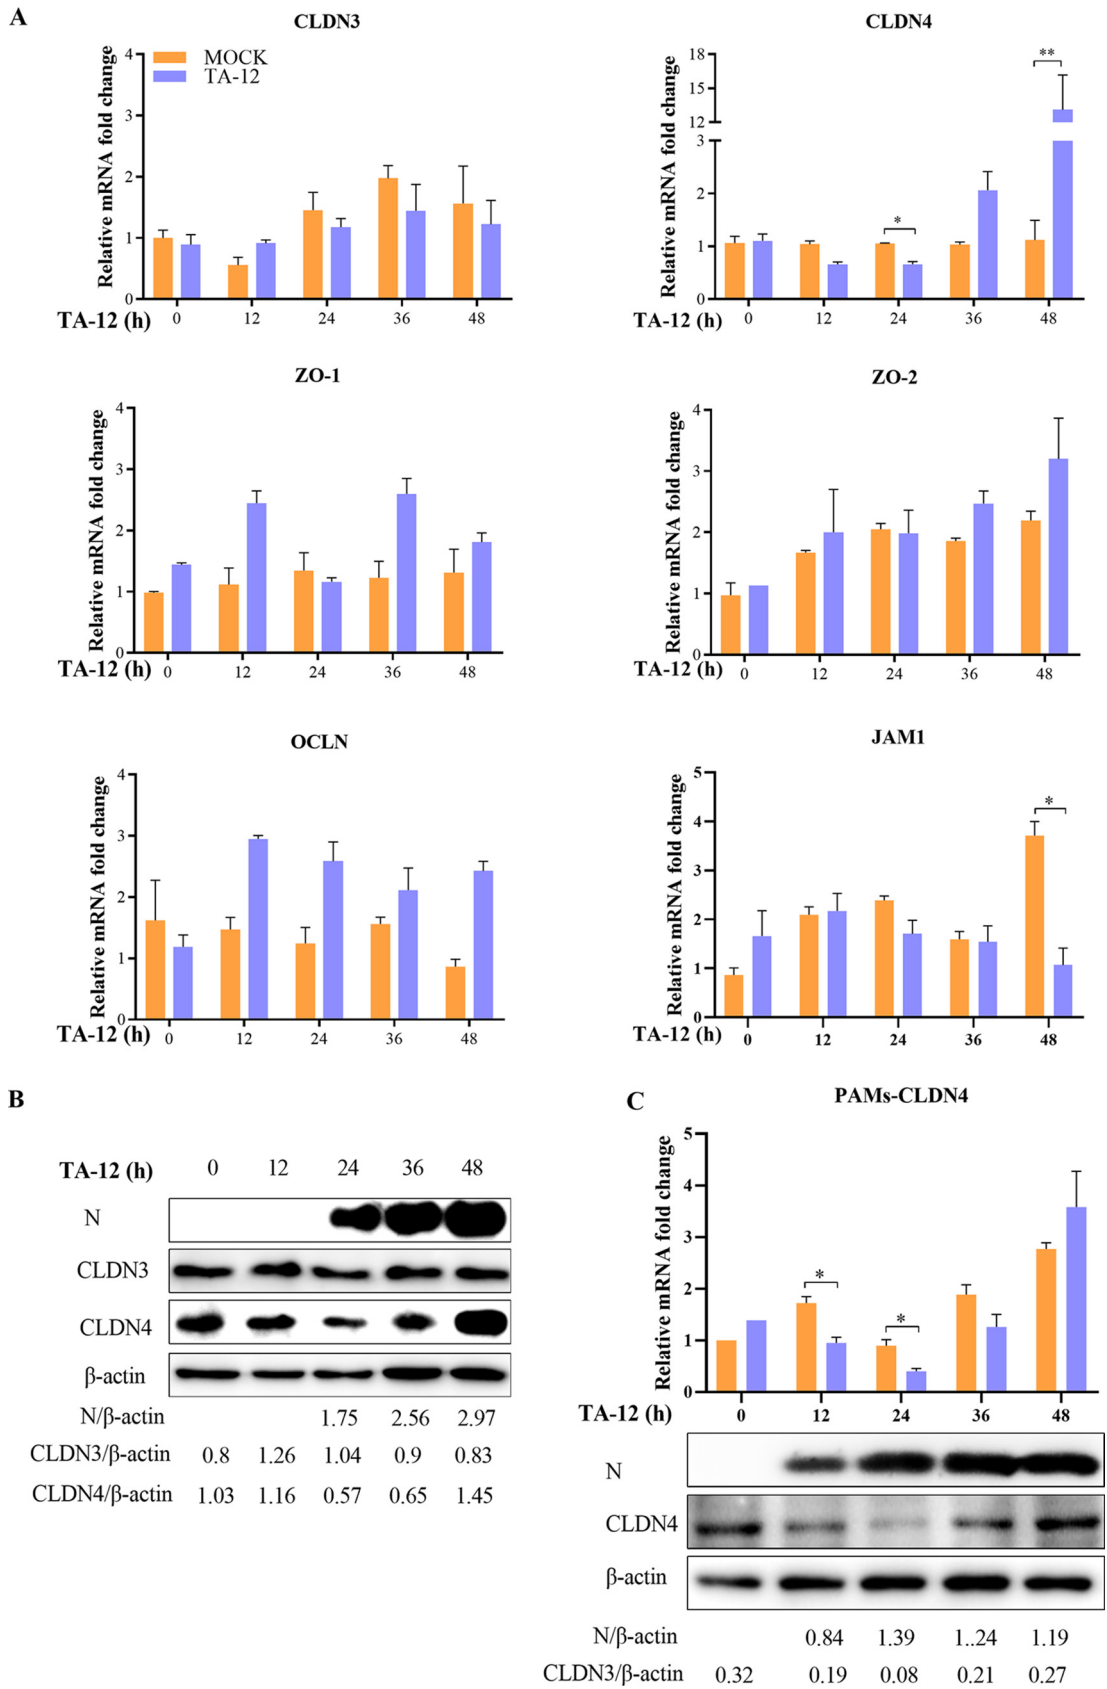 A
CLDN3
Relative mRNA fold change
4
3
2
1
0
MOCK
TA-12
TA-12 (h)
0 12 24 36 48
CLDN4
Relative mRNA fold change
18
15
12
3
2
1
0
*
**
TA-12 (h)
0 12 24 36 48
ZO-1
Relative mRNA fold change
4
3
2
1
0
TA-12 (h)
0 12 24 36 48
ZO-2
Relative mRNA fold change
4
3
2
1
0
TA-12 (h)
0 12 24 36 48
OCLN
Relative mRNA fold change
4
3
2
1
0
TA-12 (h)
0 12 24 36 48
JAM1
Relative mRNA fold change
5
4
3
2
1
0
*
TA-12 (h)
0 12 24 36 48
B
TA-12 (h) 0 12 24 36 48
N
CLDN3
CLDN4
β-actin
N/β-actin 1.75 2.56 2.97
CLDN3/β-actin 0.8 1.26 1.04 0.9 0.83
CLDN4/β-actin 1.03 1.16 0.57 0.65 1.45
C
PAMs-CLDN4
Relative mRNA fold change
5
4
3
2
1
0
*
*
TA-12 (h) 0 12 24 36 48
N
CLDN4
β-actin
N/β-actin 0.84 1.39 1..24 1.19
CLDN3/β-actin 0.32 0.19 0.08 0.21 0.27